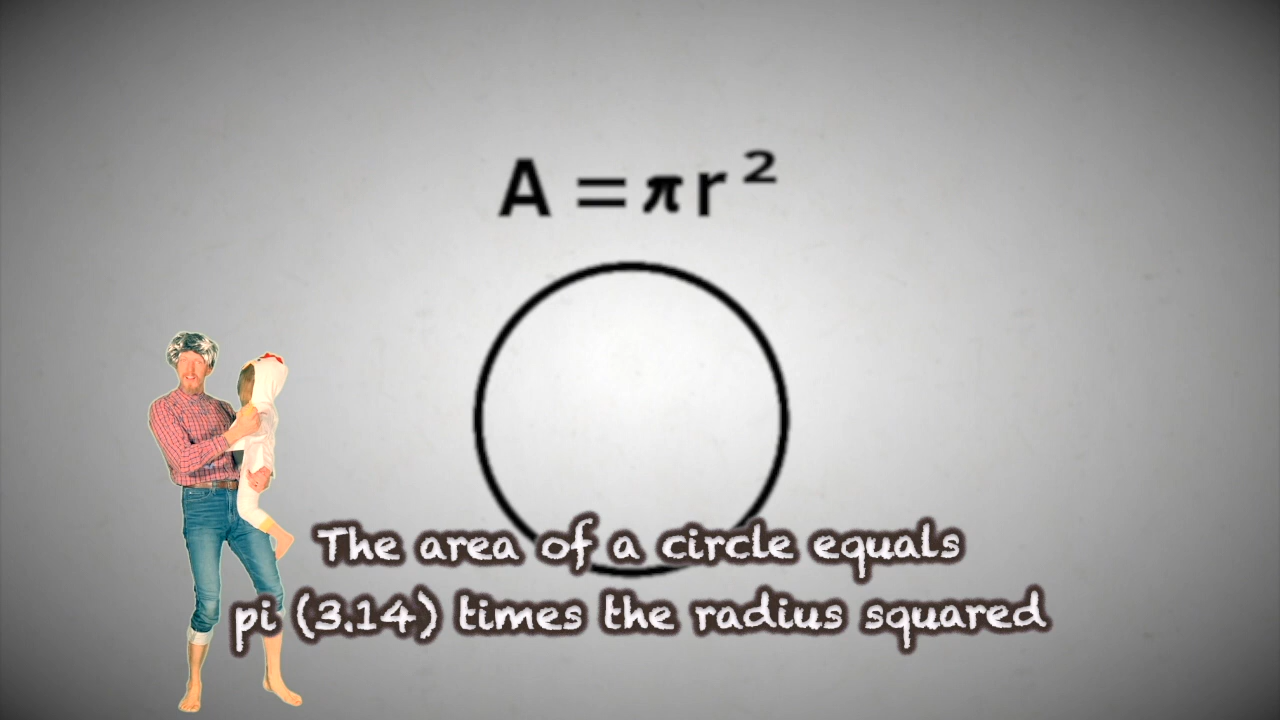 A = πr²
The area of a circle equals
pi (3.14) times the radius squared